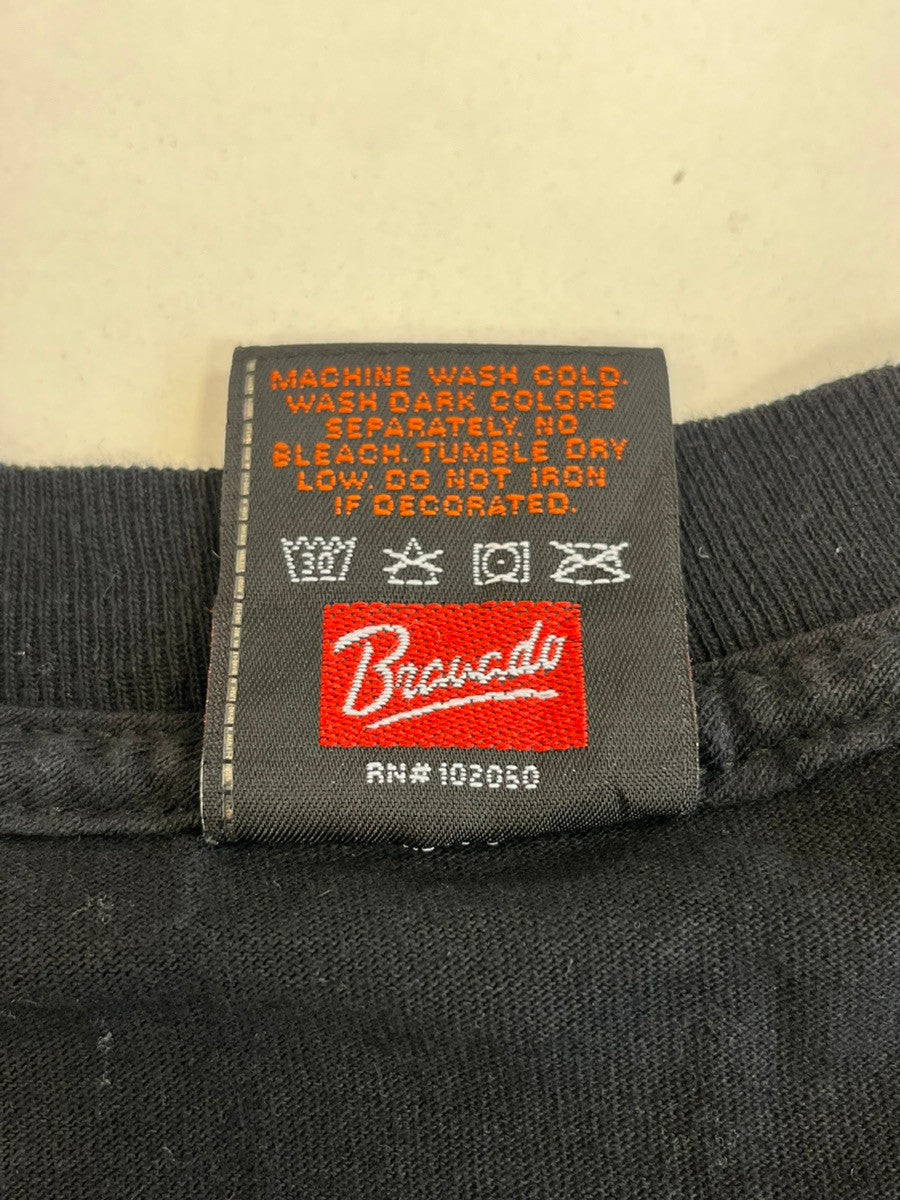 MACHINE WASH COLD.
WASH DARK COLORS
SEPARATELY. NO
BLEACH. TUMBLE DRY
LOW. DO NOT IRON
IF DECORATED.
30
Bravado
RN# 102050